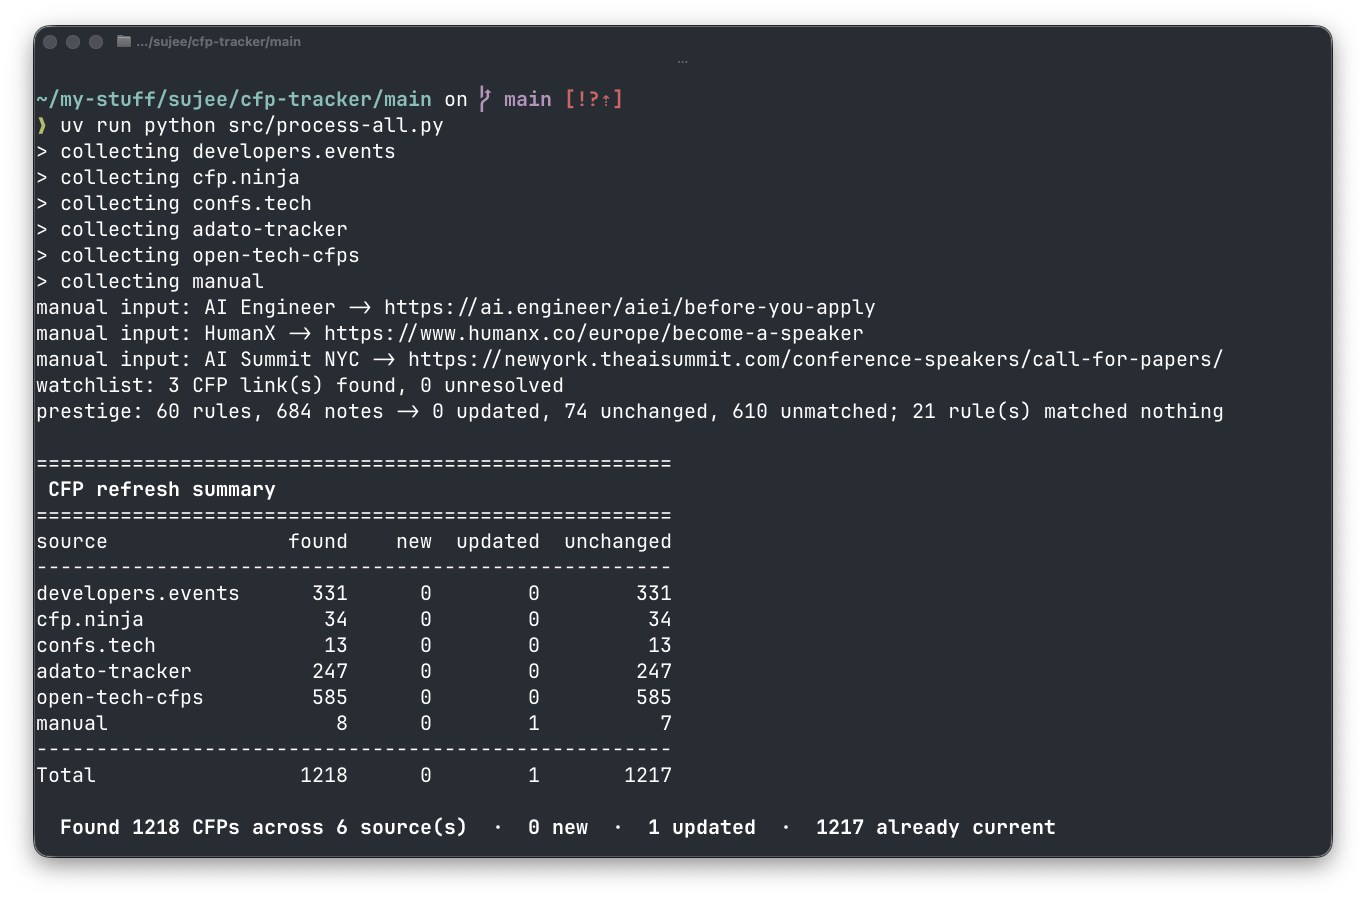 .../sujee/cfp-tracker/main
...
~/my-stuff/sujee/cfp-tracker/main on main [!?⇡]
❱ uv run python src/process-all.py
> collecting developers.events
> collecting cfp.ninja
> collecting confs.tech
> collecting adato-tracker
> collecting open-tech-cfps
> collecting manual
manual input: AI Engineer -> https://ai.engineer/aiei/before-you-apply
manual input: HumanX -> https://www.humanx.co/europe/become-a-speaker
manual input: AI Summit NYC -> https://newyork.theaisummit.com/conference-speakers/call-for-papers/
watchlist: 3 CFP link(s) found, 0 unresolved
prestige: 60 rules, 684 notes -> 0 updated, 74 unchanged, 610 unmatched; 21 rule(s) matched nothing
=====================================================
CFP refresh summary
=====================================================
source found new updated unchanged
-----------------------------------------------------
developers.events 331 0 0 331
cfp.ninja 34 0 0 34
confs.tech 13 0 0 13
adato-tracker 247 0 0 247
open-tech-cfps 585 0 0 585
manual 8 0 1 7
-----------------------------------------------------
Total 1218 0 1 1217
Found 1218 CFPs across 6 source(s) · 0 new · 1 updated · 1217 already current